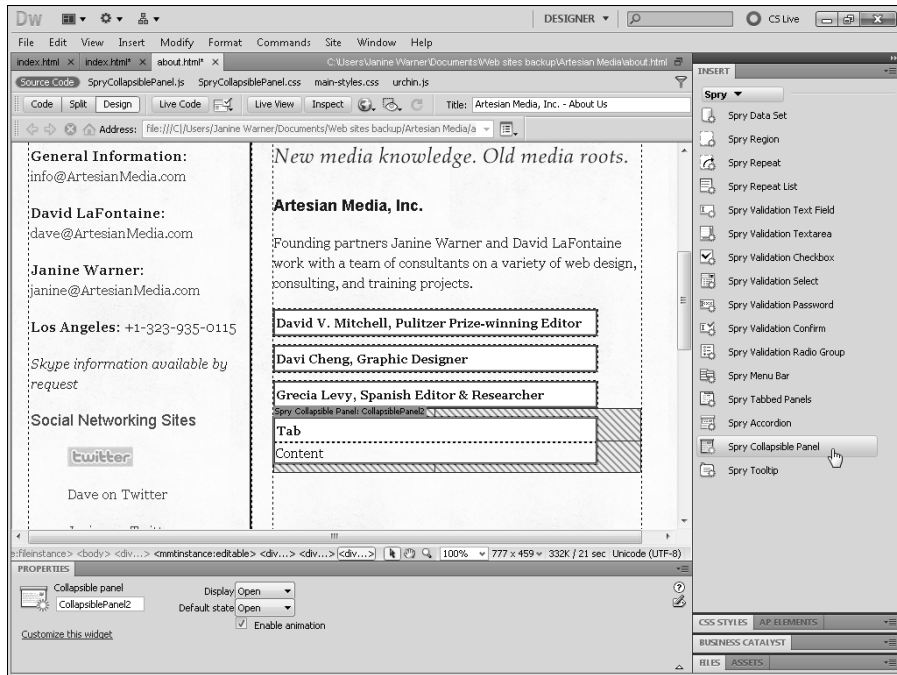 DW
DESIGNER
CS Live
File Edit View Insert Modify Format Commands Site Window Help
index.html × index.html* × about.html* × C:\Users\Janine Warner\Documents\Web sites backup\Artesian Media\about.html
Source Code SpryCollapsiblePanel.js SpryCollapsiblePanel.css main-styles.css urchin.js
Code Split Design Live Code Live View Inspect Title: Artesian Media, Inc. - About Us
Address: file:///C|/Users/Janine Warner/Documents/Web sites backup/Artesian Media/a
General Information:
info@ArtesianMedia.com
David LaFontaine:
dave@ArtesianMedia.com
Janine Warner:
janine@ArtesianMedia.com
Los Angeles: +1-323-935-0115
Skype information available by
request
Social Networking Sites
twitter
Dave on Twitter
New media knowledge. Old media roots.
Artesian Media, Inc.
Founding partners Janine Warner and David LaFontaine
work with a team of consultants on a variety of web design,
consulting, and training projects.
David V. Mitchell, Pulitzer Prize-winning Editor
Davi Cheng, Graphic Designer
Grecia Levy, Spanish Editor & Researcher
Spry Collapsible Panel: CollapsiblePanel2
Tab
Content
e:fileinstance> <body> <div...> <mmtinstance:editable> <div...> <div...> <div...> 100% 777 x 459 332K / 21 sec Unicode (UTF-8)
PROPERTIES
Collapsible panel
CollapsiblePanel2
Display Open
Default state Open
Enable animation
Customize this widget
INSERT
Spry
Spry Data Set
Spry Region
Spry Repeat
Spry Repeat List
Spry Validation Text Field
Spry Validation Textarea
Spry Validation Checkbox
Spry Validation Select
Spry Validation Password
Spry Validation Confirm
Spry Validation Radio Group
Spry Menu Bar
Spry Tabbed Panels
Spry Accordion
Spry Collapsible Panel
Spry Tooltip
CSS STYLES AP ELEMENTS
BUSINESS CATALYST
FILES ASSETS